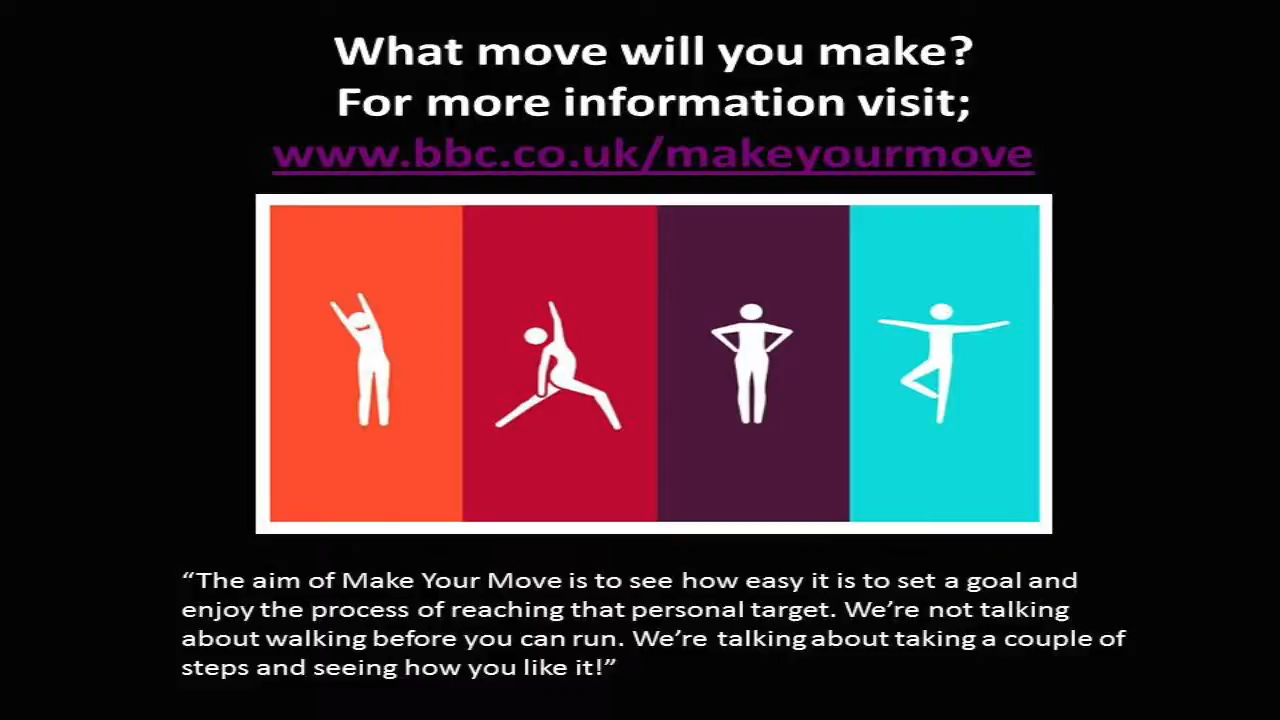 What move will you make?
For more information visit;
www.bbc.co.uk/makeyourmove
“The aim of Make Your Move is to see how easy it is to set a goal and
enjoy the process of reaching that personal target. We’re not talking
about walking before you can run. We’re talking about taking a couple of
steps and seeing how you like it!”